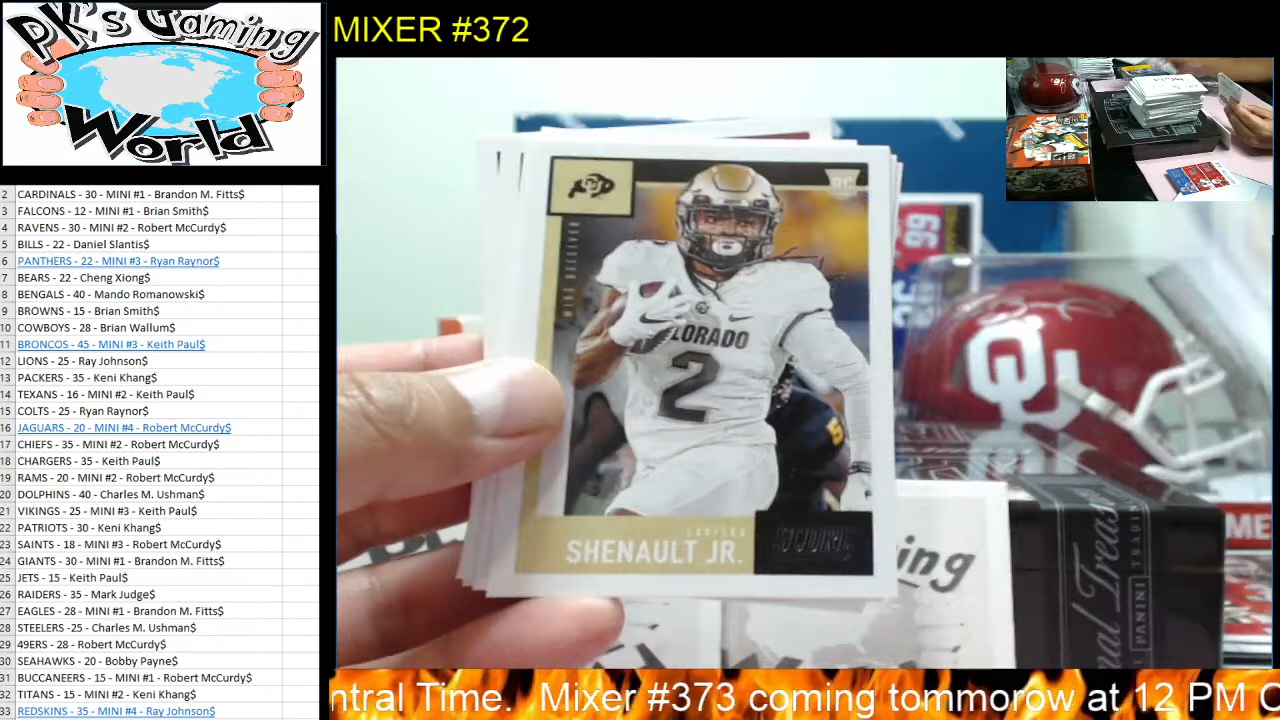 PK's Gaming
World
MIXER #372
2 CARDINALS - 30 - MINI #1 - Brandon M. Fitts$
3 FALCONS - 12 - MINI #1 - Brian Smith$
4 RAVENS - 30 - MINI #2 - Robert McCurdy$
5 BILLS - 22 - Daniel Slantis$
6 PANTHERS - 22 - MINI #3 - Ryan Raynor$
7 BEARS - 22 - Cheng Xiong$
8 BENGALS - 40 - Mando Romanowski$
9 BROWNS - 15 - Brian Smith$
10 COWBOYS - 28 - Brian Wallum$
11 BRONCOS - 45 - MINI #3 - Keith Paul$
12 LIONS - 25 - Ray Johnson$
13 PACKERS - 35 - Keni Khang$
14 TEXANS - 16 - MINI #2 - Keith Paul$
15 COLTS - 25 - Ryan Raynor$
16 JAGUARS - 20 - MINI #4 - Robert McCurdy$
17 CHIEFS - 35 - MINI #2 - Robert McCurdy$
18 CHARGERS - 35 - Keith Paul$
19 RAMS - 20 - MINI #2 - Robert McCurdy$
20 DOLPHINS - 40 - Charles M. Ushman$
21 VIKINGS - 25 - MINI #3 - Keith Paul$
22 PATRIOTS - 30 - Keni Khang$
23 SAINTS - 18 - MINI #3 - Robert McCurdy$
24 GIANTS - 30 - MINI #1 - Brandon M. Fitts$
25 JETS - 15 - Keith Paul$
26 RAIDERS - 35 - Mark Judge$
27 EAGLES - 28 - MINI #1 - Brandon M. Fitts$
28 STEELERS -25 - Charles M. Ushman$
29 49ERS - 28 - Robert McCurdy$
30 SEAHAWKS - 20 - Bobby Payne$
31 BUCCANEERS - 15 - MINI #1 - Robert McCurdy$
32 TITANS - 15 - MINI #2 - Keni Khang$
33 REDSKINS - 35 - MINI #4 - Ray Johnson$
RC
WIDE RECEIVER
LORADO
2
5
SHENAULT JR.
SCORE
99
OU
ing
nal Treas
PANINI
ntral Time. Mixer #373 coming tommorow at 12 PM C